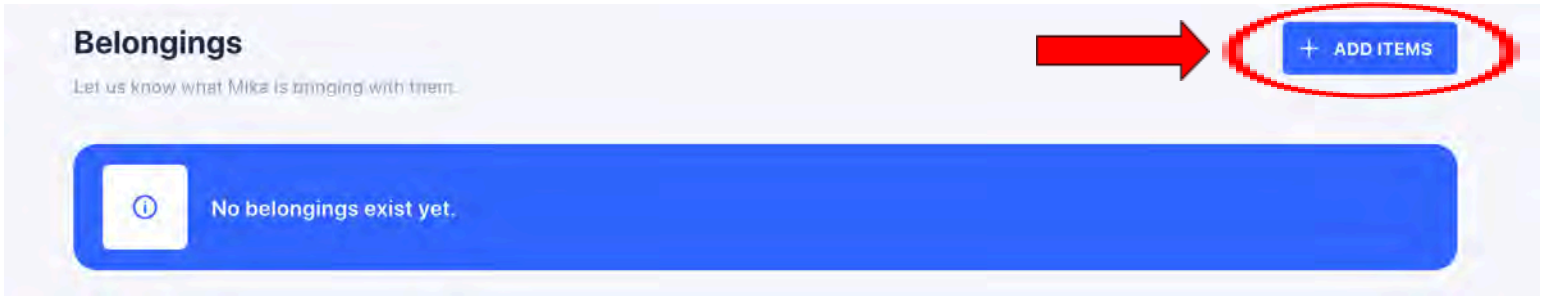 Belongings
+ ADD ITEMS
Let us know what Mika is bringing with them.
No belongings exist yet.